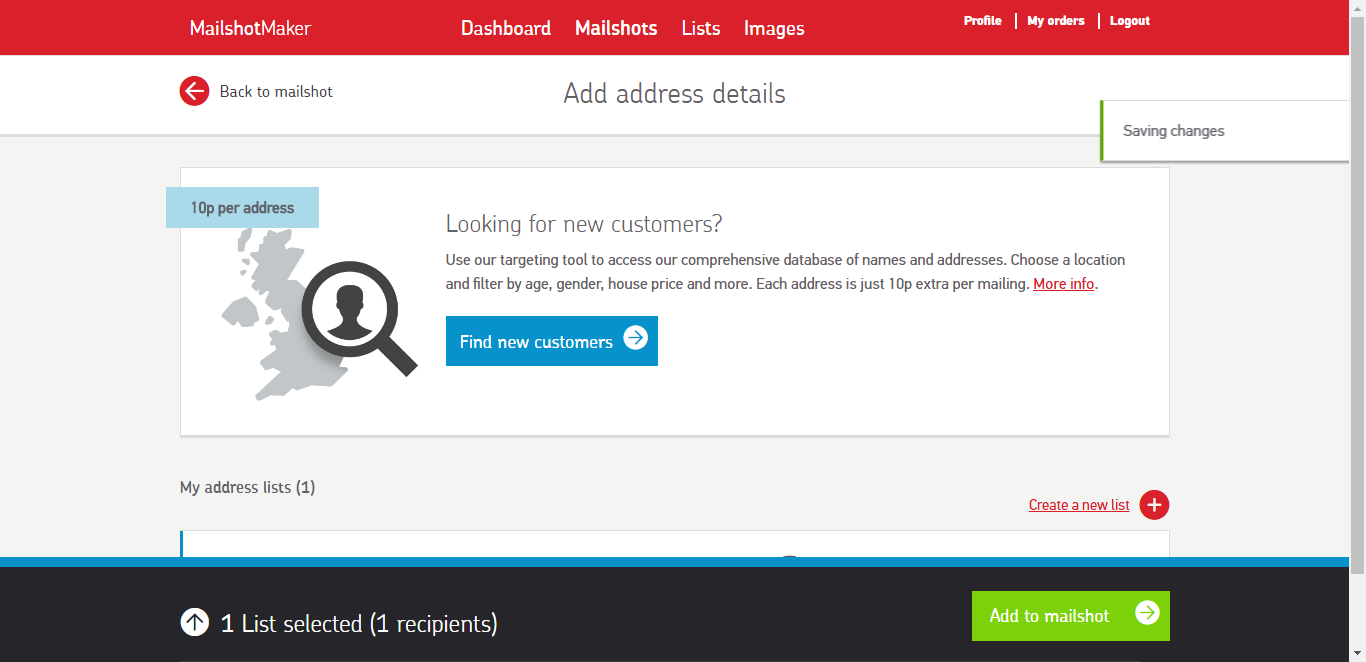 MailshotMaker
Dashboard Mailshots Lists Images
Profile My orders Logout
Back to mailshot
Add address details
Saving changes
10p per address
Looking for new customers?
Use our targeting tool to access our comprehensive database of names and addresses. Choose a location
and filter by age, gender, house price and more. Each address is just 10p extra per mailing. More info.
Find new customers
My address lists (1)
Create a new list
1 List selected (1 recipients)
Add to mailshot